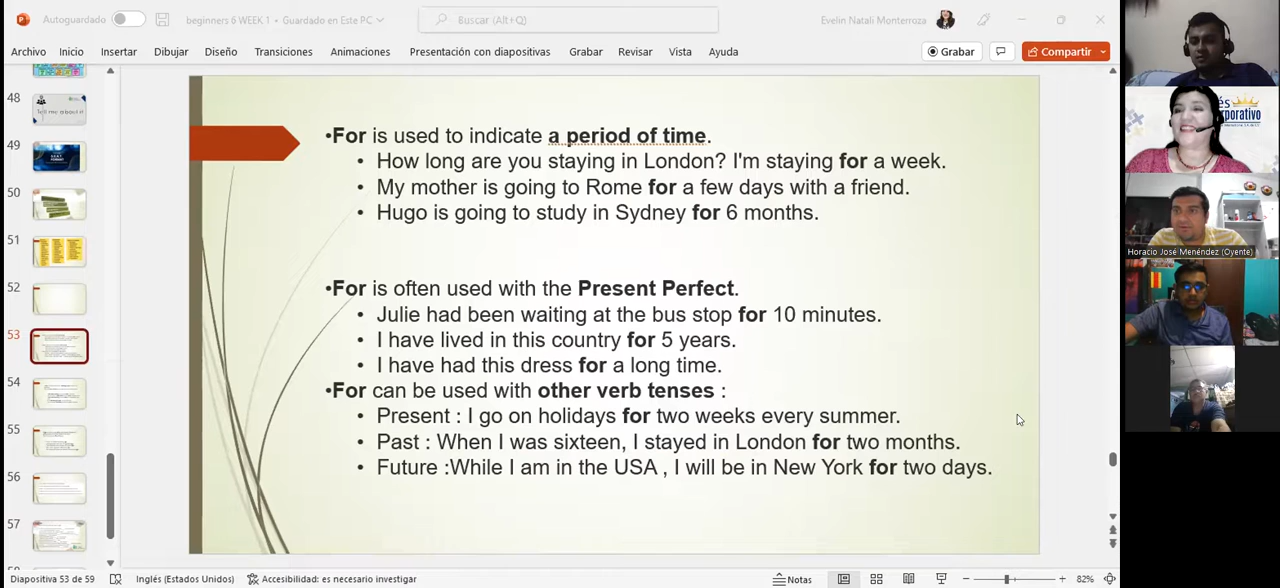 Autoguardado
beginners 6 WEEK 1 • Guardado en Este PC
Buscar (Alt+Q)
Evelin Natali Monterroza
Archivo Inicio Insertar Dibujar Diseño Transiciones Animaciones Presentación con diapositivas Grabar Revisar Vista Ayuda
Grabar
Compartir
48
Tell me about it
49
50
51
52
53
54
55
56
57
•For is used to indicate a period of time.
• How long are you staying in London? I'm staying for a week.
• My mother is going to Rome for a few days with a friend.
• Hugo is going to study in Sydney for 6 months.
•For is often used with the Present Perfect.
• Julie had been waiting at the bus stop for 10 minutes.
• I have lived in this country for 5 years.
• I have had this dress for a long time.
•For can be used with other verb tenses :
• Present : I go on holidays for two weeks every summer.
• Past : When I was sixteen, I stayed in London for two months.
• Future :While I am in the USA , I will be in New York for two days.
Horacio José Menéndez (Oyente)
Diapositiva 53 de 59
Inglés (Estados Unidos)
Accesibilidad: es necesario investigar
Notas
82%